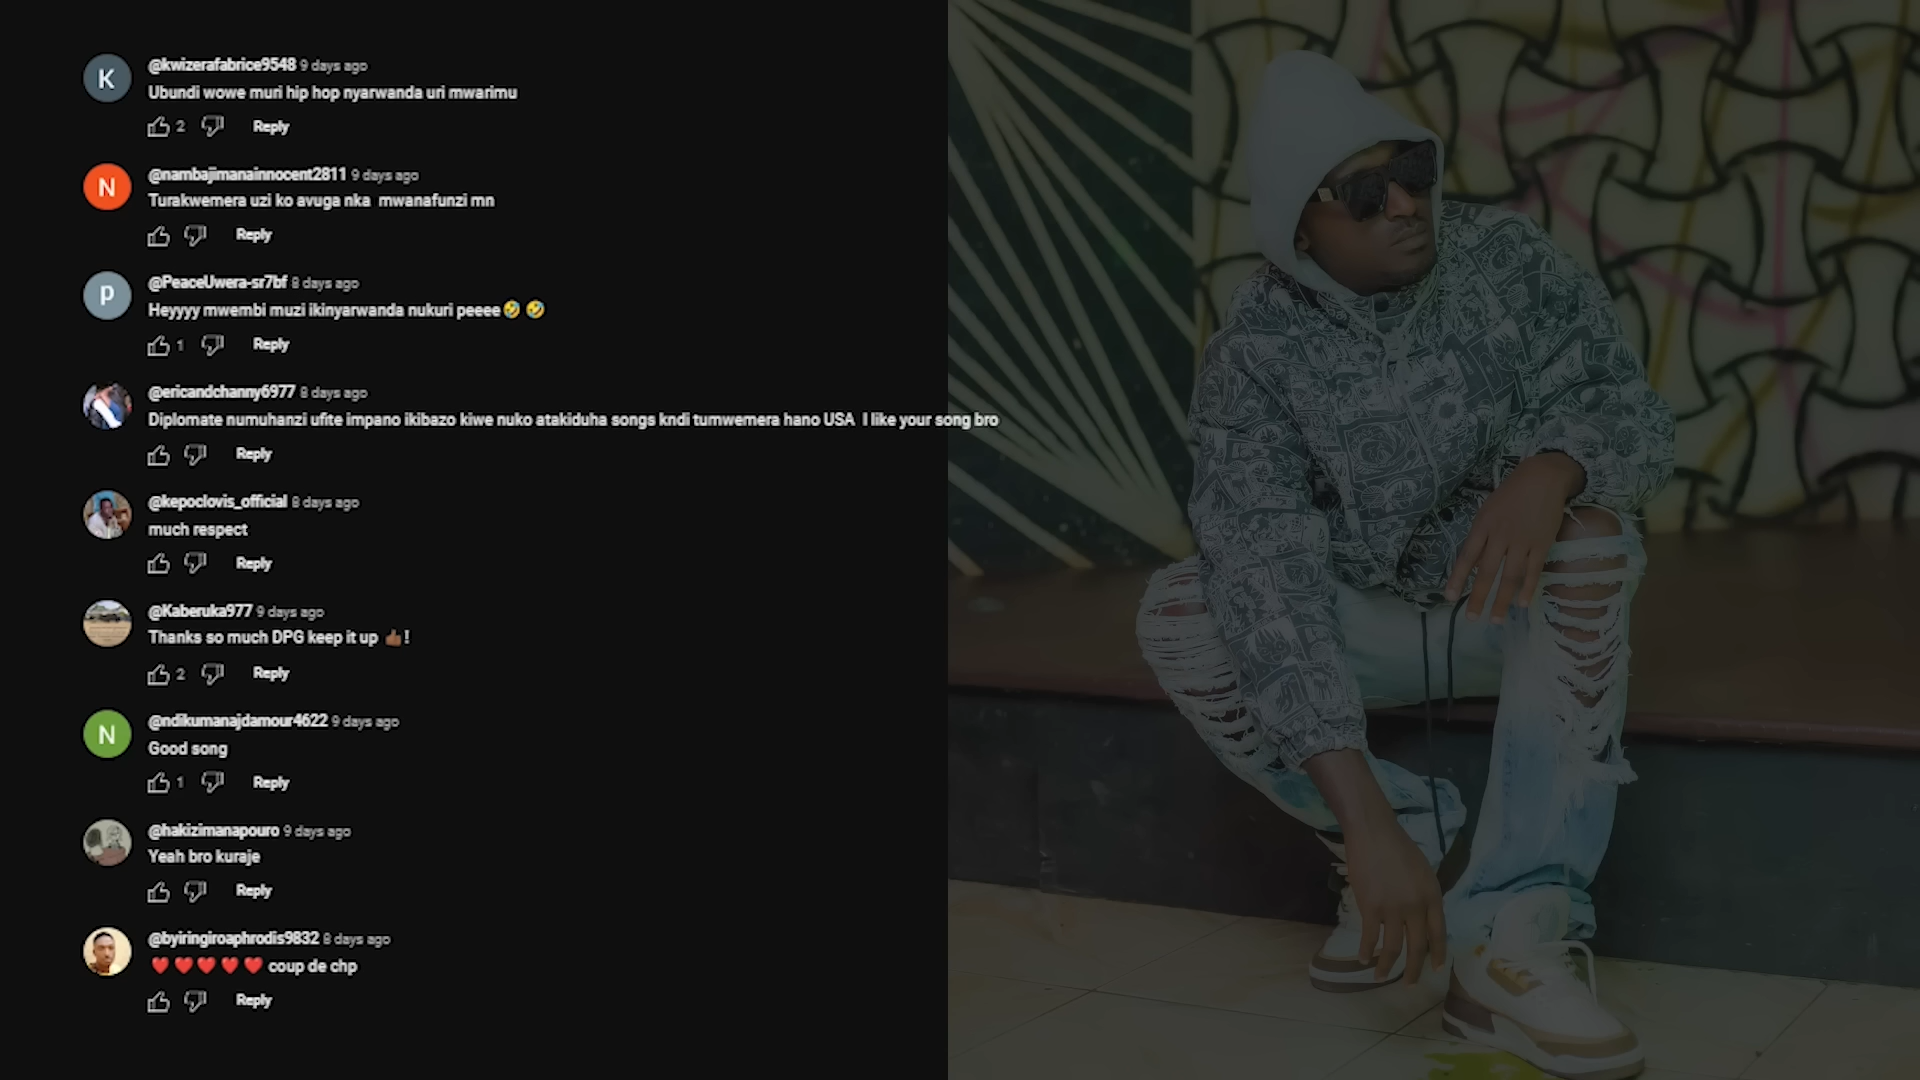 K
@kwizerafabrice9548 9 days ago
Ubundi wowe muri hip hop nyarwanda uri mwarimu
2 Reply
N
@nambajimanainnocent2811 9 days ago
Turakwemera uzi ko avuga nka mwanafunzi mn
Reply
P
@PeaceUwera-sr7bf 8 days ago
Heyyyy mwembi muzi ikinyarwanda nukuri peeee🤣 🤣
1 Reply
@ericandchanny6977 8 days ago
Diplomate numuhanzi ufite impano ikibazo kiwe nuko atakiduha songs kndi tumwemera hano USA I like your song bro
Reply
@kepoclovis_official 8 days ago
much respect
Reply
@Kaberuka977 9 days ago
Thanks so much DPG keep it up 👍🏾!
2 Reply
N
@ndikumanajdamour4622 9 days ago
Good song
1 Reply
@hakizimanapouro 9 days ago
Yeah bro kuraje
Reply
@byiringiroaphrodis9832 8 days ago
❤️❤️❤️❤️❤️ coup de chp
Reply